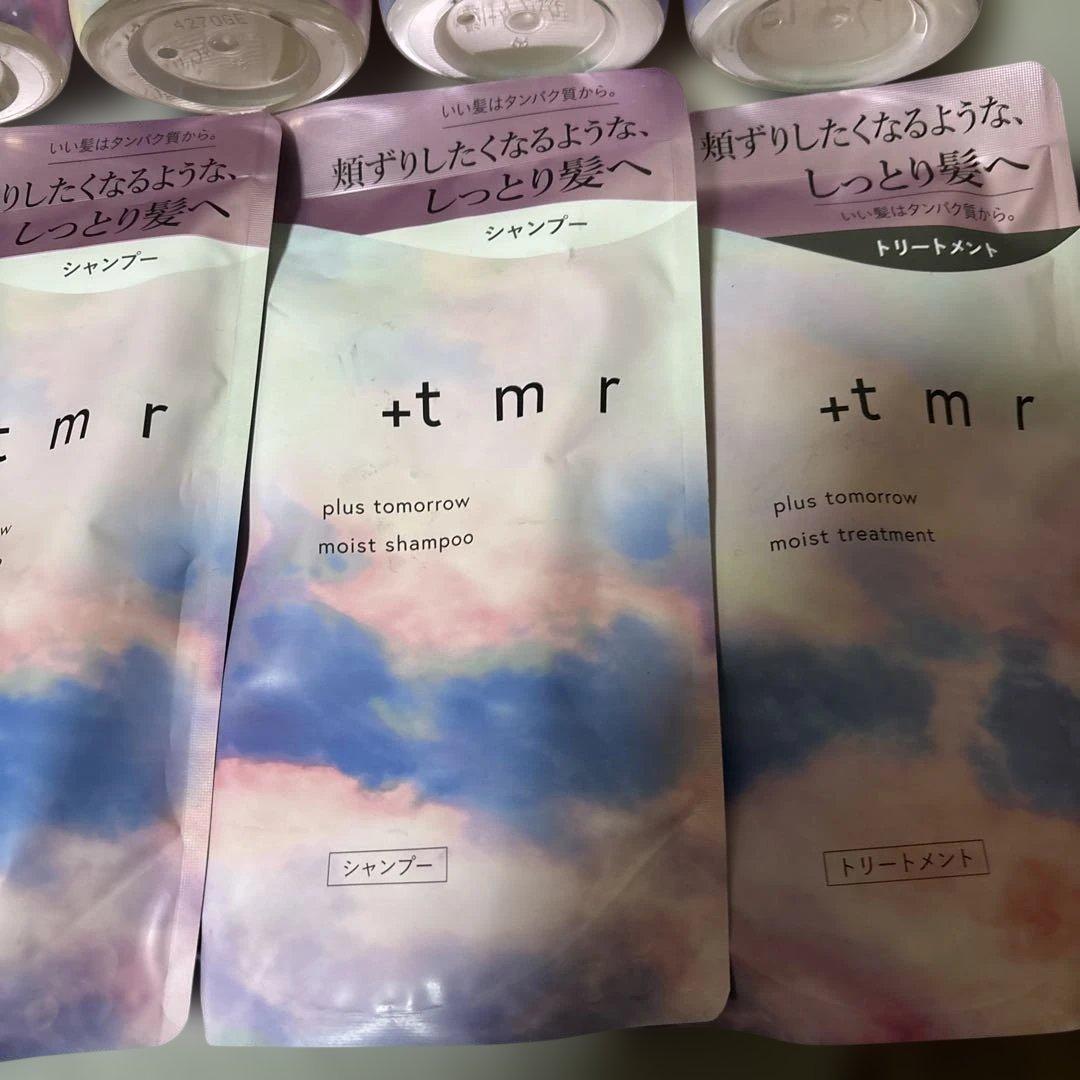 4270GE
いい髪はタンパク質から。
りしたくなるような、
しっとり髪へ
シャンプー
t m r
w
いい髪はタンパク質から。
頬ずりしたくなるような、
しっとり髪へ
シャンプー
+t m r
plus tomorrow
moist shampoo
シャンプー
頬ずりしたくなるような、
しっとり髪へ
いい髪はタンパク質から。
トリートメント
+t m r
plus tomorrow
moist treatment
トリートメント